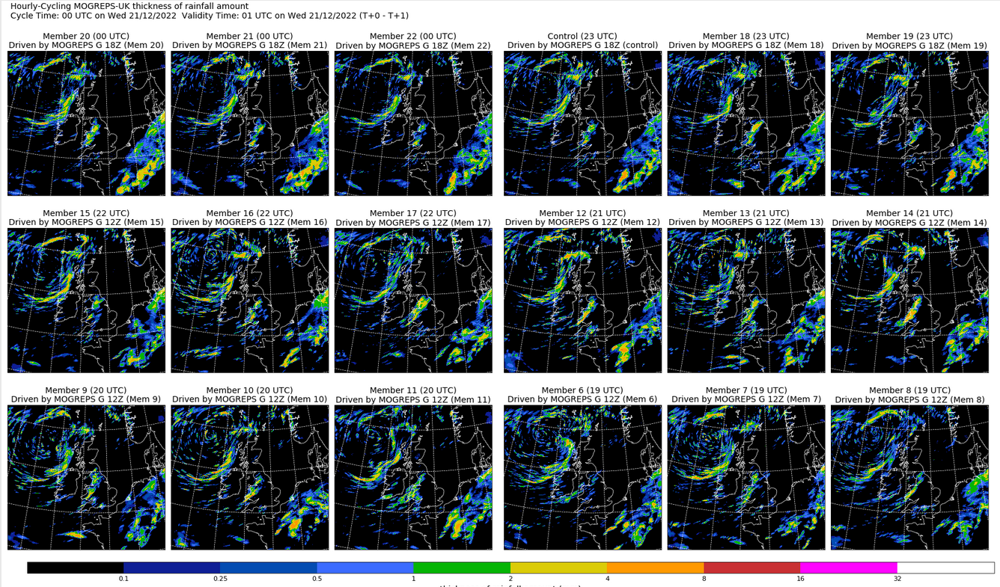 Hourly-Cycling MOGREPS-UK thickness of rainfall amount
Cycle Time: 00 UTC on Wed 21/12/2022 Validity Time: 01 UTC on Wed 21/12/2022 (T+0 - T+1)
Member 20 (00 UTC)
Driven by MOGREPS G 18Z (Mem 20)
Member 21 (00 UTC)
Driven by MOGREPS G 18Z (Mem 21)
Member 22 (00 UTC)
Driven by MOGREPS G 18Z (Mem 22)
Control (23 UTC)
Driven by MOGREPS G 18Z (control)
Member 18 (23 UTC)
Driven by MOGREPS G 18Z (Mem 18)
Member 19 (23 UTC)
Driven by MOGREPS G 18Z (Mem 19)
Member 15 (22 UTC)
Driven by MOGREPS G 12Z (Mem 15)
Member 16 (22 UTC)
Driven by MOGREPS G 12Z (Mem 16)
Member 17 (22 UTC)
Driven by MOGREPS G 12Z (Mem 17)
Member 12 (21 UTC)
Driven by MOGREPS G 12Z (Mem 12)
Member 13 (21 UTC)
Driven by MOGREPS G 12Z (Mem 13)
Member 14 (21 UTC)
Driven by MOGREPS G 12Z (Mem 14)
Member 9 (20 UTC)
Driven by MOGREPS G 12Z (Mem 9)
Member 10 (20 UTC)
Driven by MOGREPS G 12Z (Mem 10)
Member 11 (20 UTC)
Driven by MOGREPS G 12Z (Mem 11)
Member 6 (19 UTC)
Driven by MOGREPS G 12Z (Mem 6)
Member 7 (19 UTC)
Driven by MOGREPS G 12Z (Mem 7)
Member 8 (19 UTC)
Driven by MOGREPS G 12Z (Mem 8)
0.1 0.25 0.5 1 2 4 8 16 32